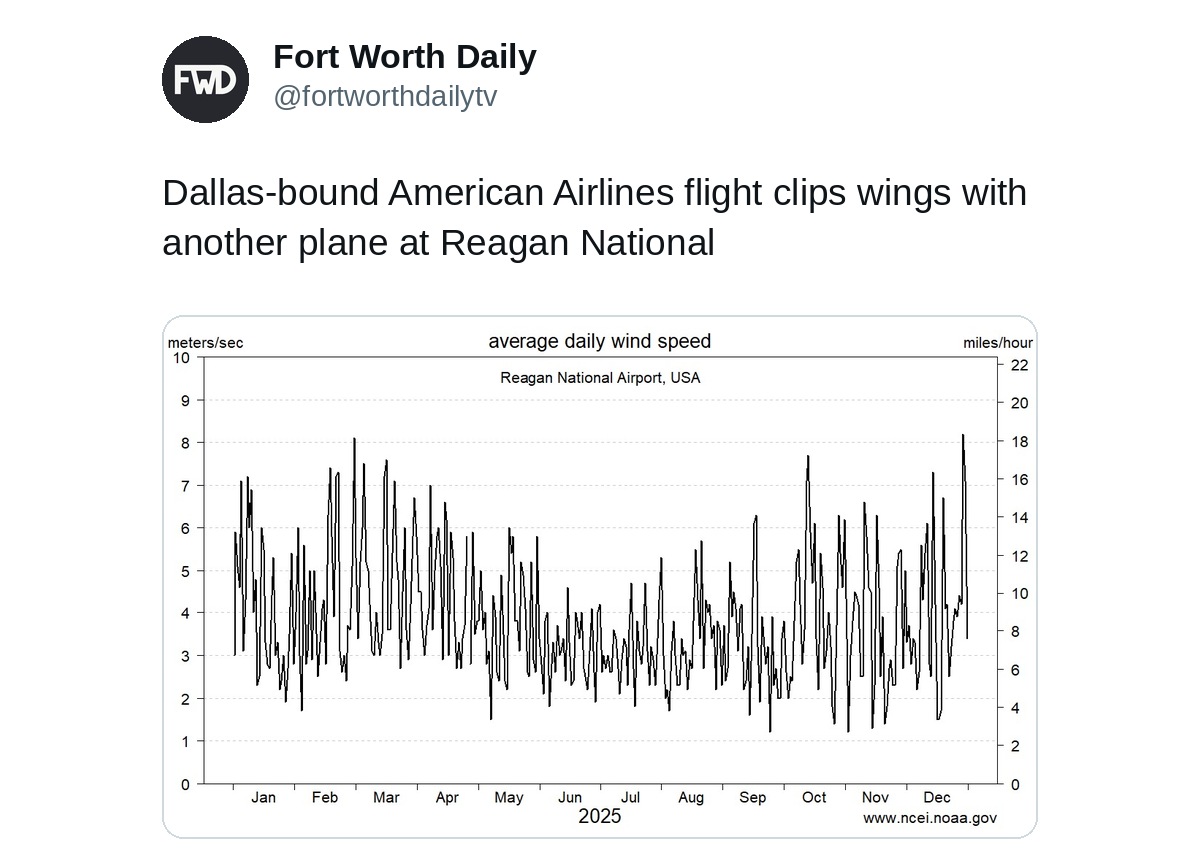 FWD
Fort Worth Daily
@fortworthdailytv
Dallas-bound American Airlines flight clips wings with
another plane at Reagan National
meters/sec average daily wind speed miles/hour
Reagan National Airport, USA
10
9
8
7
6
5
4
3
2
1
0
22
20
18
16
14
12
10
8
6
4
2
0
Jan Feb Mar Apr May Jun Jul Aug Sep Oct Nov Dec
2025
www.ncei.noaa.gov